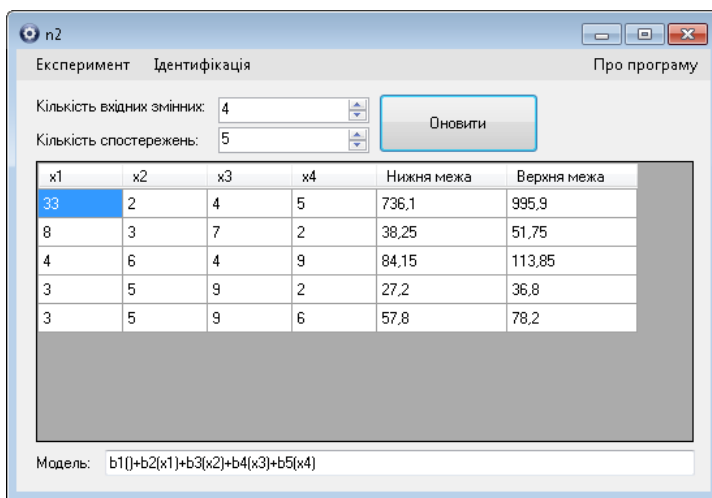 n2
Експеримент Ідентифікація Про програму
Кількість вхідних змінних: 4
Оновити
Кількість спостережень: 5
x1 x2 x3 x4 Нижня межа Верхня межа
33 2 4 5 736,1 995,9
8 3 7 2 38,25 51,75
4 6 4 9 84,15 113,85
3 5 9 2 27,2 36,8
3 5 9 6 57,8 78,2
Модель: b1()+b2(x1)+b3(x2)+b4(x3)+b5(x4)